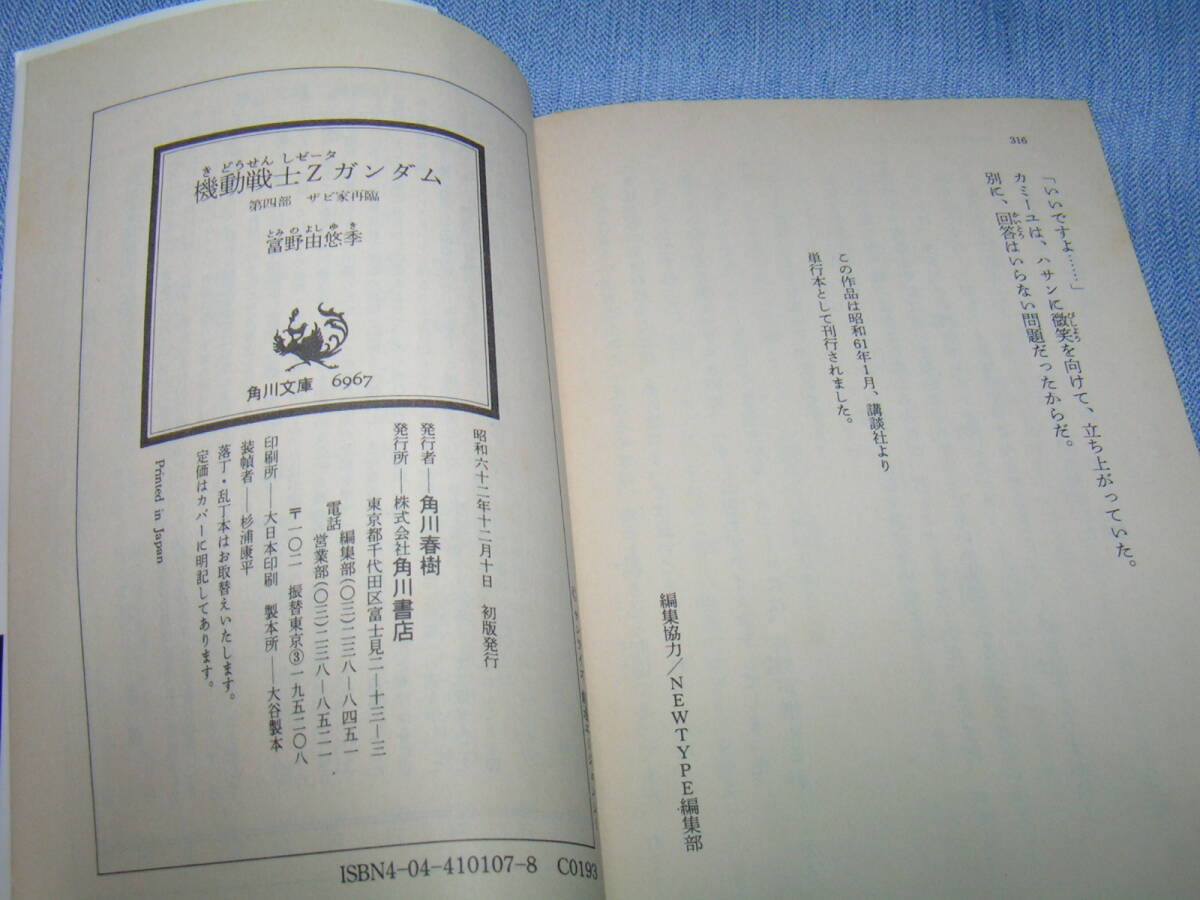 316
「いいですよ……」
カミーユは、ハサンに微笑を向けて、立ち上がっていた。
別に、回答はいらない問題だったからだ。
この作品は昭和61年1月、講談社より
単行本として刊行されました。
編集協力/NEWTYPE編集部
きどうせんしゼータ
機動戦士Zガンダム
第四部 ザビ家再臨
とみのよしゆき
富野由悠季
角川文庫 6967
昭和六十二年十二月十日 初版発行
発行者――角川春樹
発行所――株式会社角川書店
東京都千代田区富士見二―十三―三
電話 編集部(〇三)二三八―八四五一
営業部(〇三)二三八―八五二一
〒一〇二 振替東京③一九五二〇八
印刷所――大日本印刷 製本所――大谷製本
装幀者――杉浦康平
落丁・乱丁本はお取替えいたします。
定価はカバーに明記してあります。
Printed in Japan
ISBN4-04-410107-8 C0193